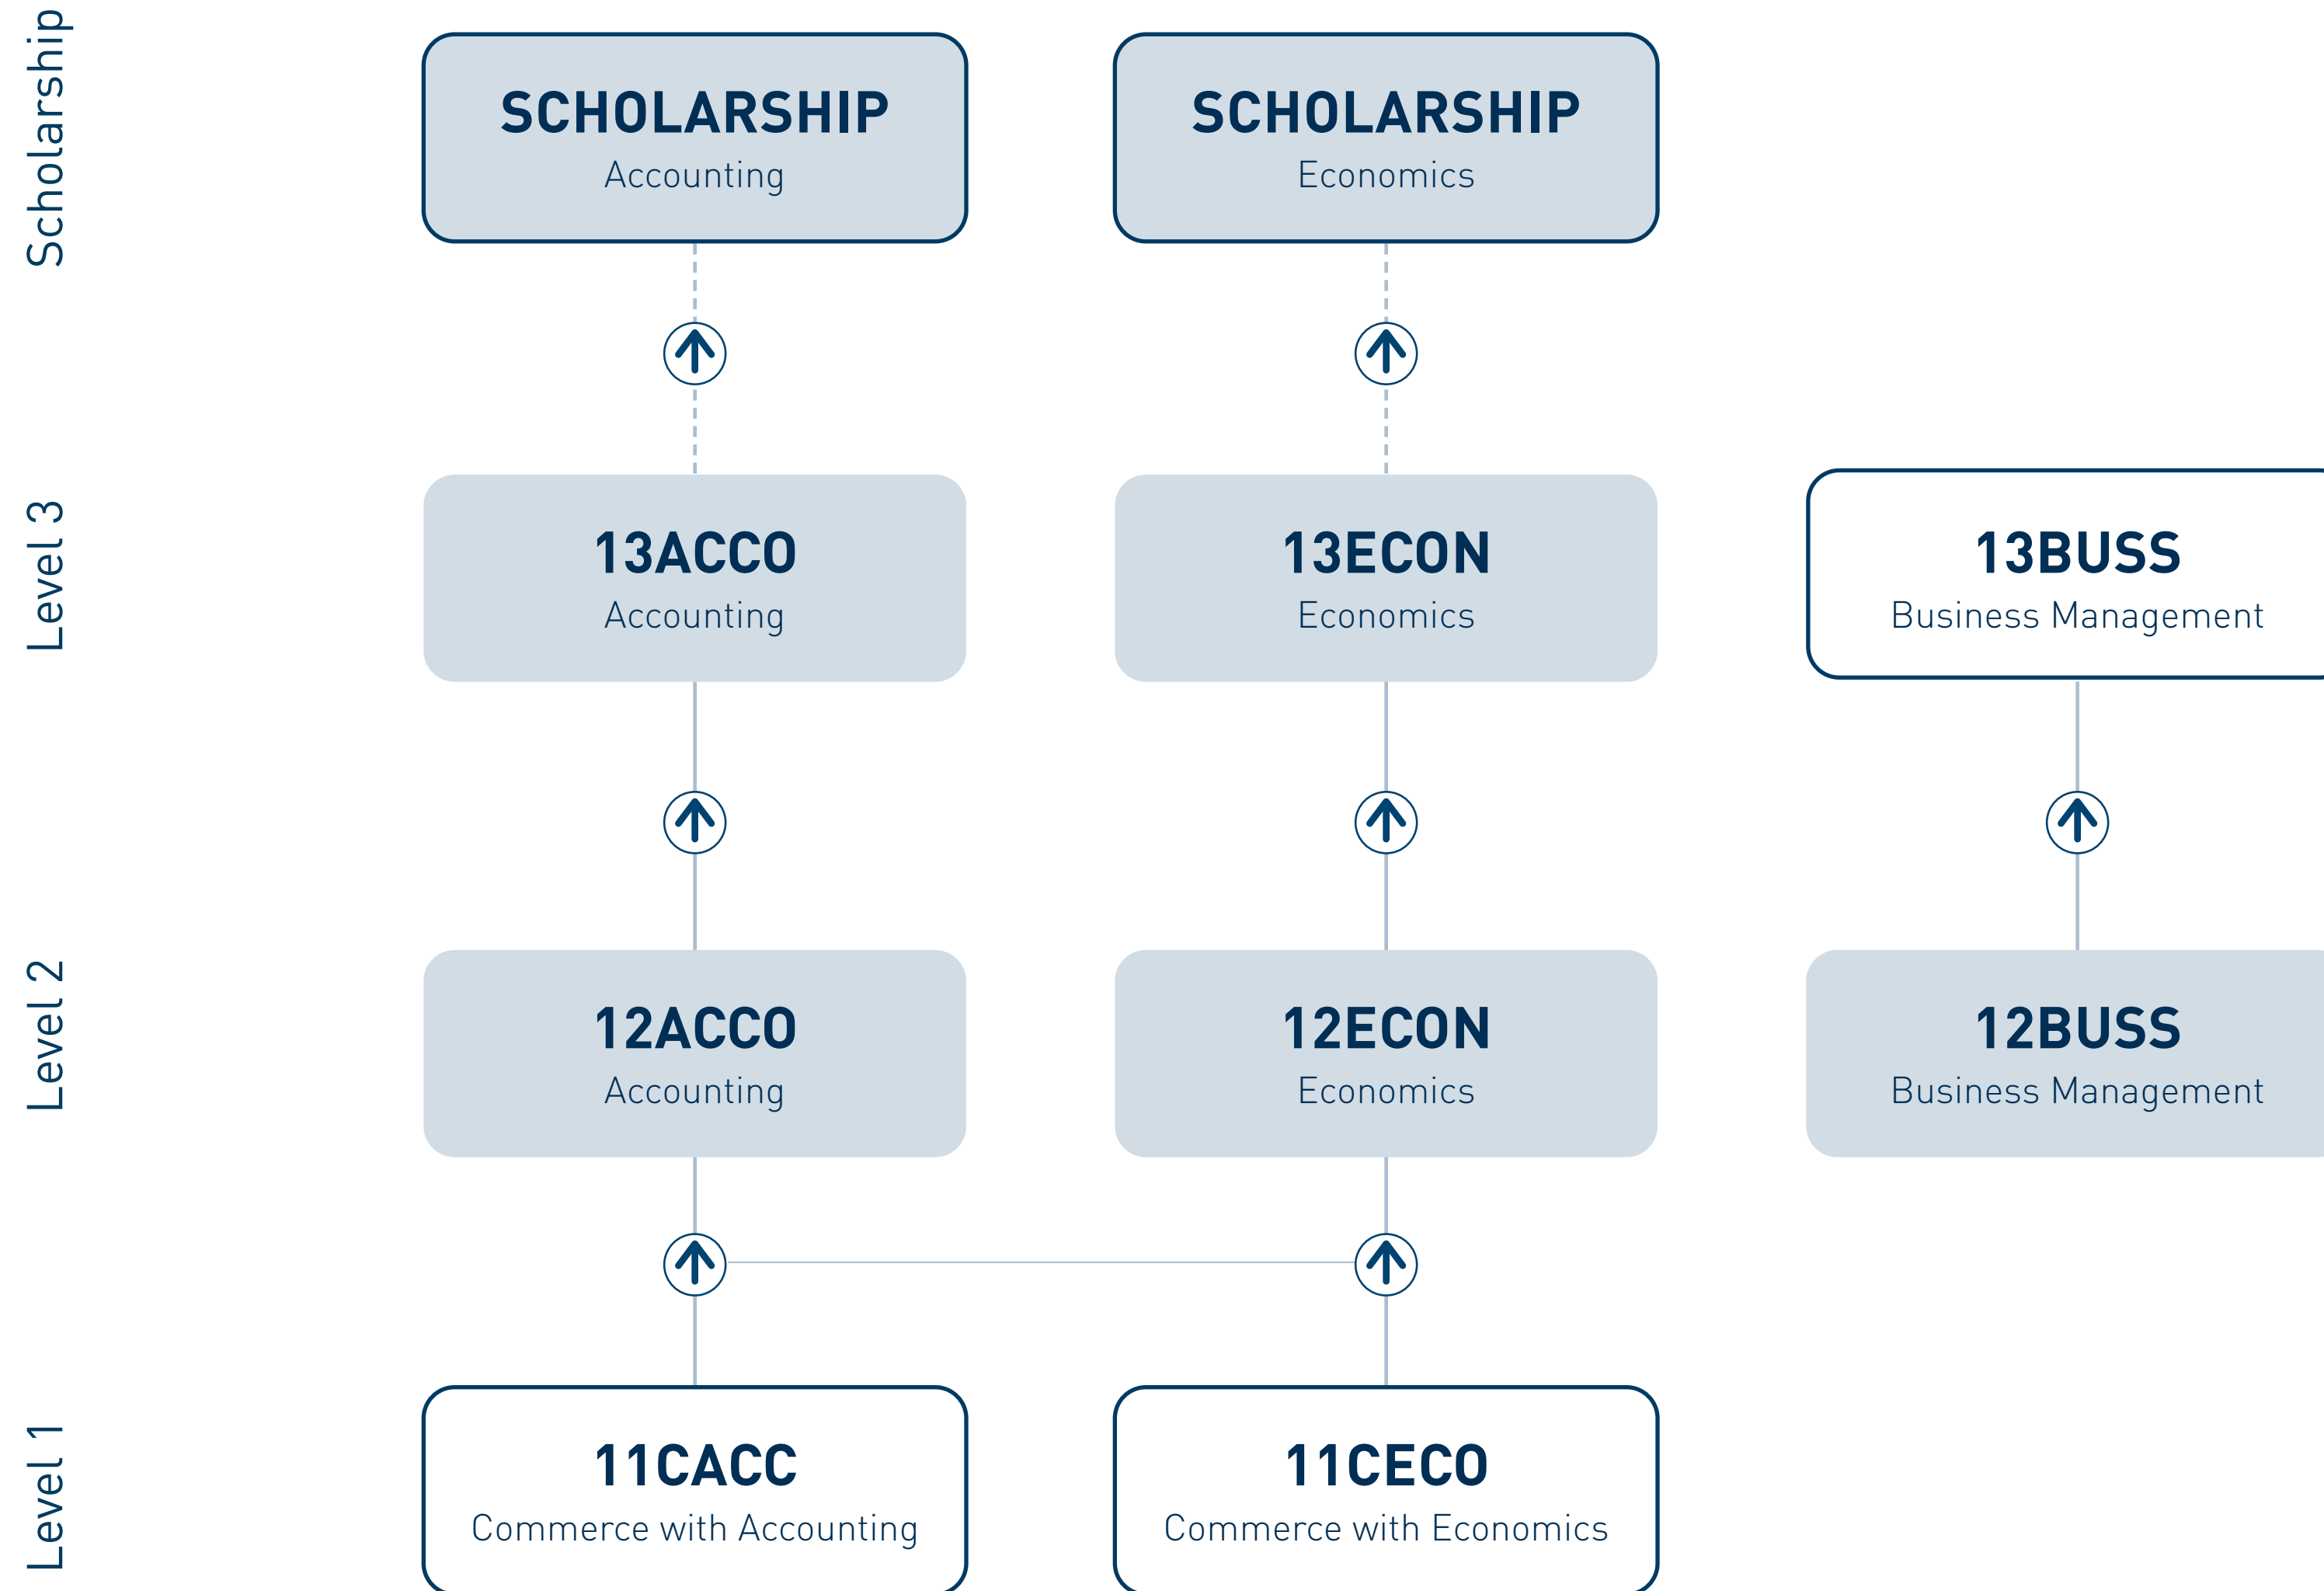 Scholarship
SCHOLARSHIP
Accounting
SCHOLARSHIP
Economics
Level 3
13ACCO
Accounting
13ECON
Economics
13BUSS
Business Management
Level 2
12ACCO
Accounting
12ECON
Economics
12BUSS
Business Management
Level 1
11CACC
Commerce with Accounting
11CECO
Commerce with Economics